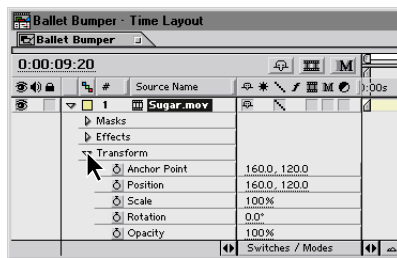 Ballet Bumper · Time Layout
Ballet Bumper
0:00:09:20 M
# Source Name M :00s
1 Sugar.mov
Masks
Effects
Transform
Anchor Point 160.0, 120.0
Position 160.0, 120.0
Scale 100%
Rotation 0.0°
Opacity 100%
Switches / Modes